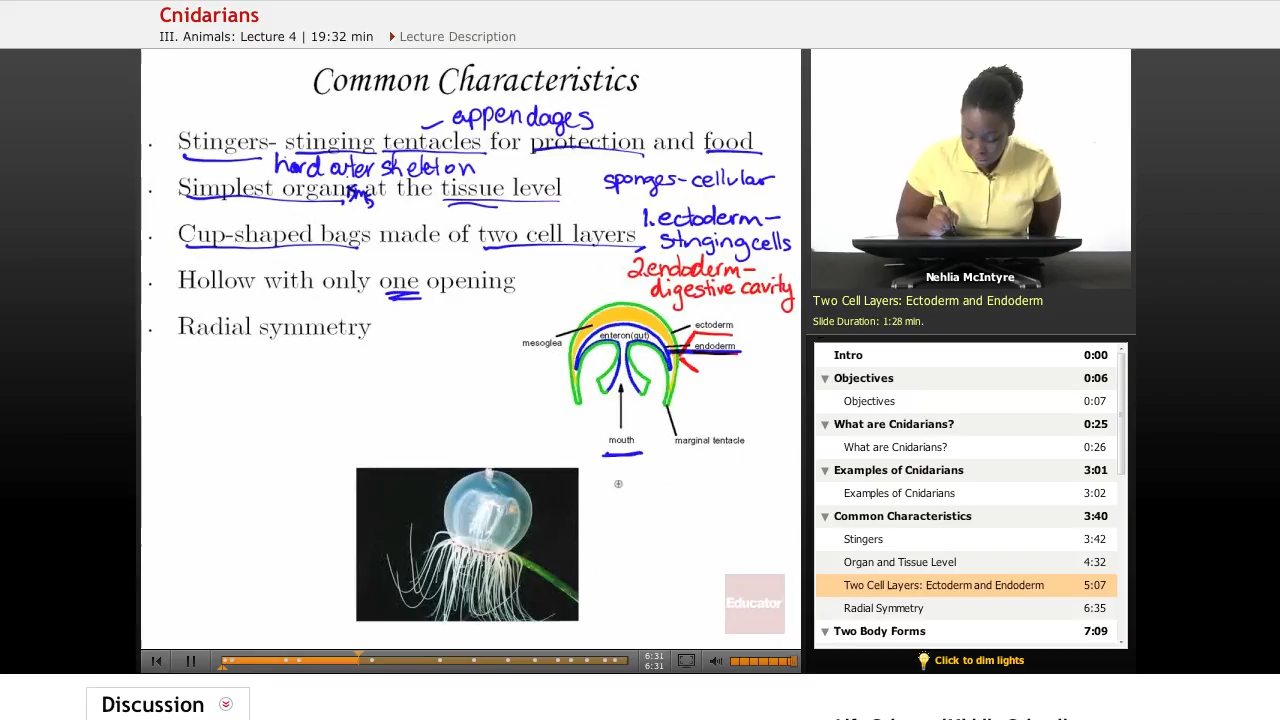 Cnidarians
III. Animals: Lecture 4 | 19:32 min
Lecture Description
Common Characteristics
appendages
Stingers- stinging tentacles for protection and food
hard outer skeleton
Simplest organisms at the tissue level
sponges-cellular
Cup-shaped bags made of two cell layers
1. ectoderm-
stinging cells
2. endoderm-
digestive cavity
Hollow with only one opening
Radial symmetry
ectoderm
enteron(gut)
mesoglea
endoderm
mouth
marginal tentacle
Educator
Nehlia McIntyre
Two Cell Layers: Ectoderm and Endoderm
Slide Duration: 1:28 min.
Intro 0:00
Objectives 0:06
Objectives 0:07
What are Cnidarians? 0:25
What are Cnidarians? 0:26
Examples of Cnidarians 3:01
Examples of Cnidarians 3:02
Common Characteristics 3:40
Stingers 3:42
Organ and Tissue Level 4:32
Two Cell Layers: Ectoderm and Endoderm 5:07
Radial Symmetry 6:35
Two Body Forms 7:09
6:31
6:31
Click to dim lights
Discussion